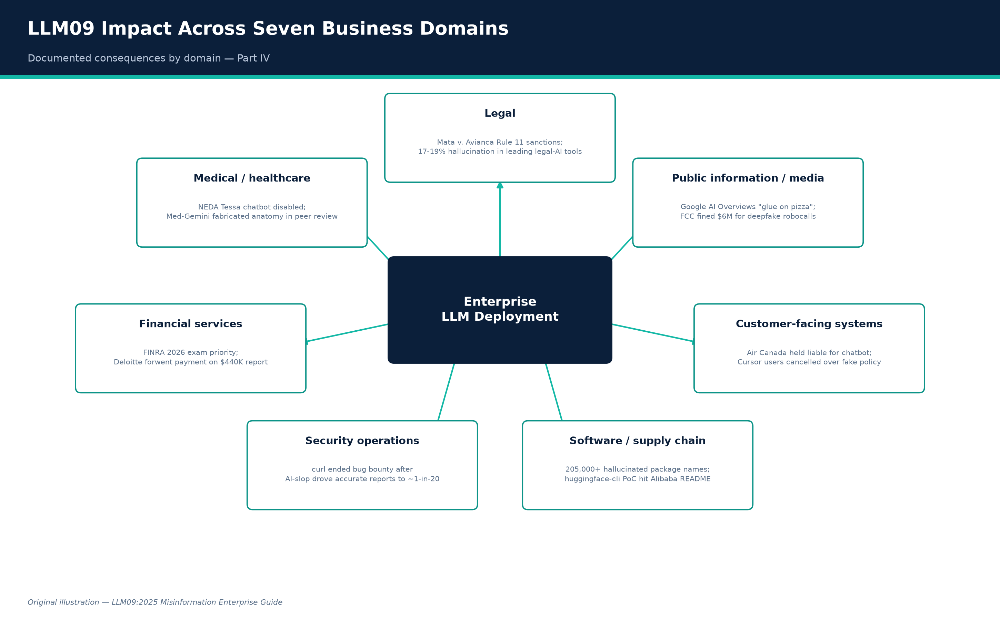 LLM09 Impact Across Seven Business Domains
Documented consequences by domain — Part IV
Legal
Mata v. Avianca Rule 11 sanctions;
17-19% hallucination in leading legal-AI tools
Medical / healthcare
NEDA Tessa chatbot disabled;
Med-Gemini fabricated anatomy in peer review
Public information / media
Google AI Overviews "glue on pizza";
FCC fined $6M for deepfake robocalls
Enterprise
LLM Deployment
Financial services
FINRA 2026 exam priority;
Deloitte forwent payment on $440K report
Customer-facing systems
Air Canada held liable for chatbot;
Cursor users cancelled over fake policy
Security operations
curl ended bug bounty after
AI-slop drove accurate reports to ~1-in-20
Software / supply chain
205,000+ hallucinated package names;
huggingface-cli PoC hit Alibaba README
Original illustration — LLM09:2025 Misinformation Enterprise Guide